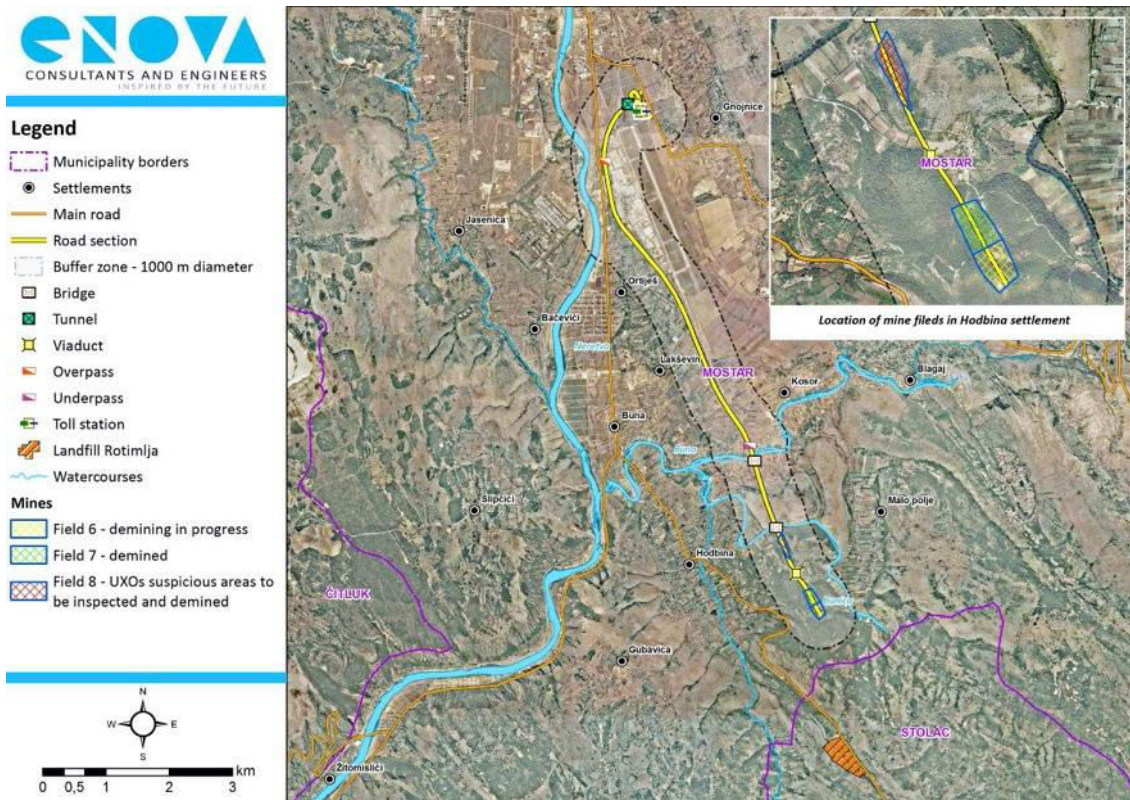 eNOVA
CONSULTANTS AND ENGINEERS
INSPIRED BY THE FUTURE
Legend
Municipality borders
Settlements
Main road
Road section
Buffer zone - 1000 m diameter
Bridge
Tunnel
Viaduct
Overpass
Underpass
Toll station
Landfill Rotimlja
Watercourses
Mines
Field 6 - demining in progress
Field 7 - demined
Field 8 - UXOs suspicious areas to
be inspected and demined
N
W
E
S
km
0
0,5
1
2
3
Gnojnice
Jasenica
Ortiješ
Bačevići
Neretva
Lakševin
MOSTAR
Kosor
Blagaj
Buna
Buna
Slipčići
Malo polje
Hodbina
ČITLUK
Bunica
Gubavica
STOLAC
Žitomislići
MOSTAR
Location of mine fileds in Hodbina settlement